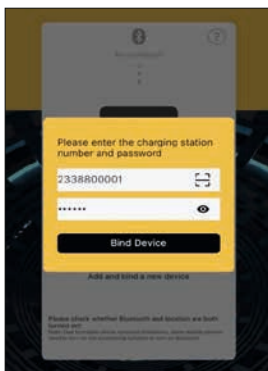 ?
Please enter the charging station
number and password
2338800001
••••••
Bind Device
Add and bind a new device
Please check whether Bluetooth and location are both
turned on!